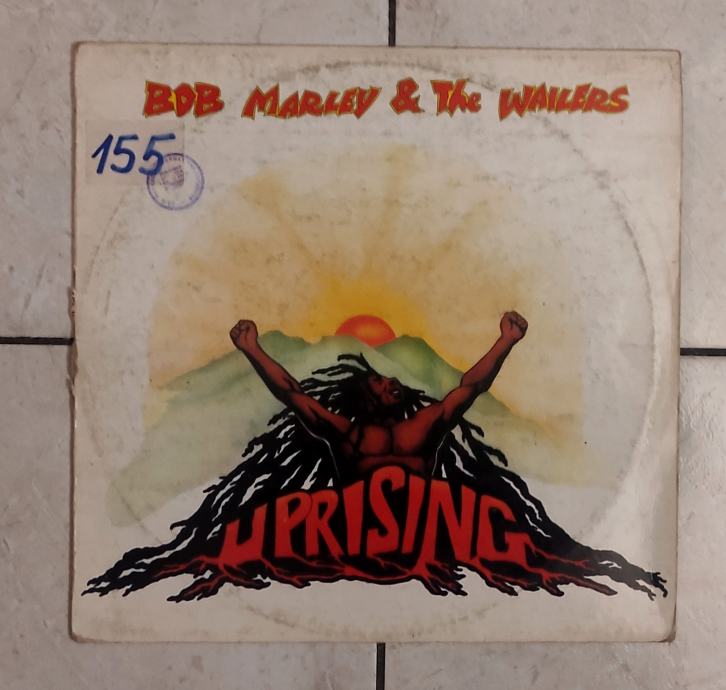 BOB MARLEY & The WAILERS
155
UPRISING